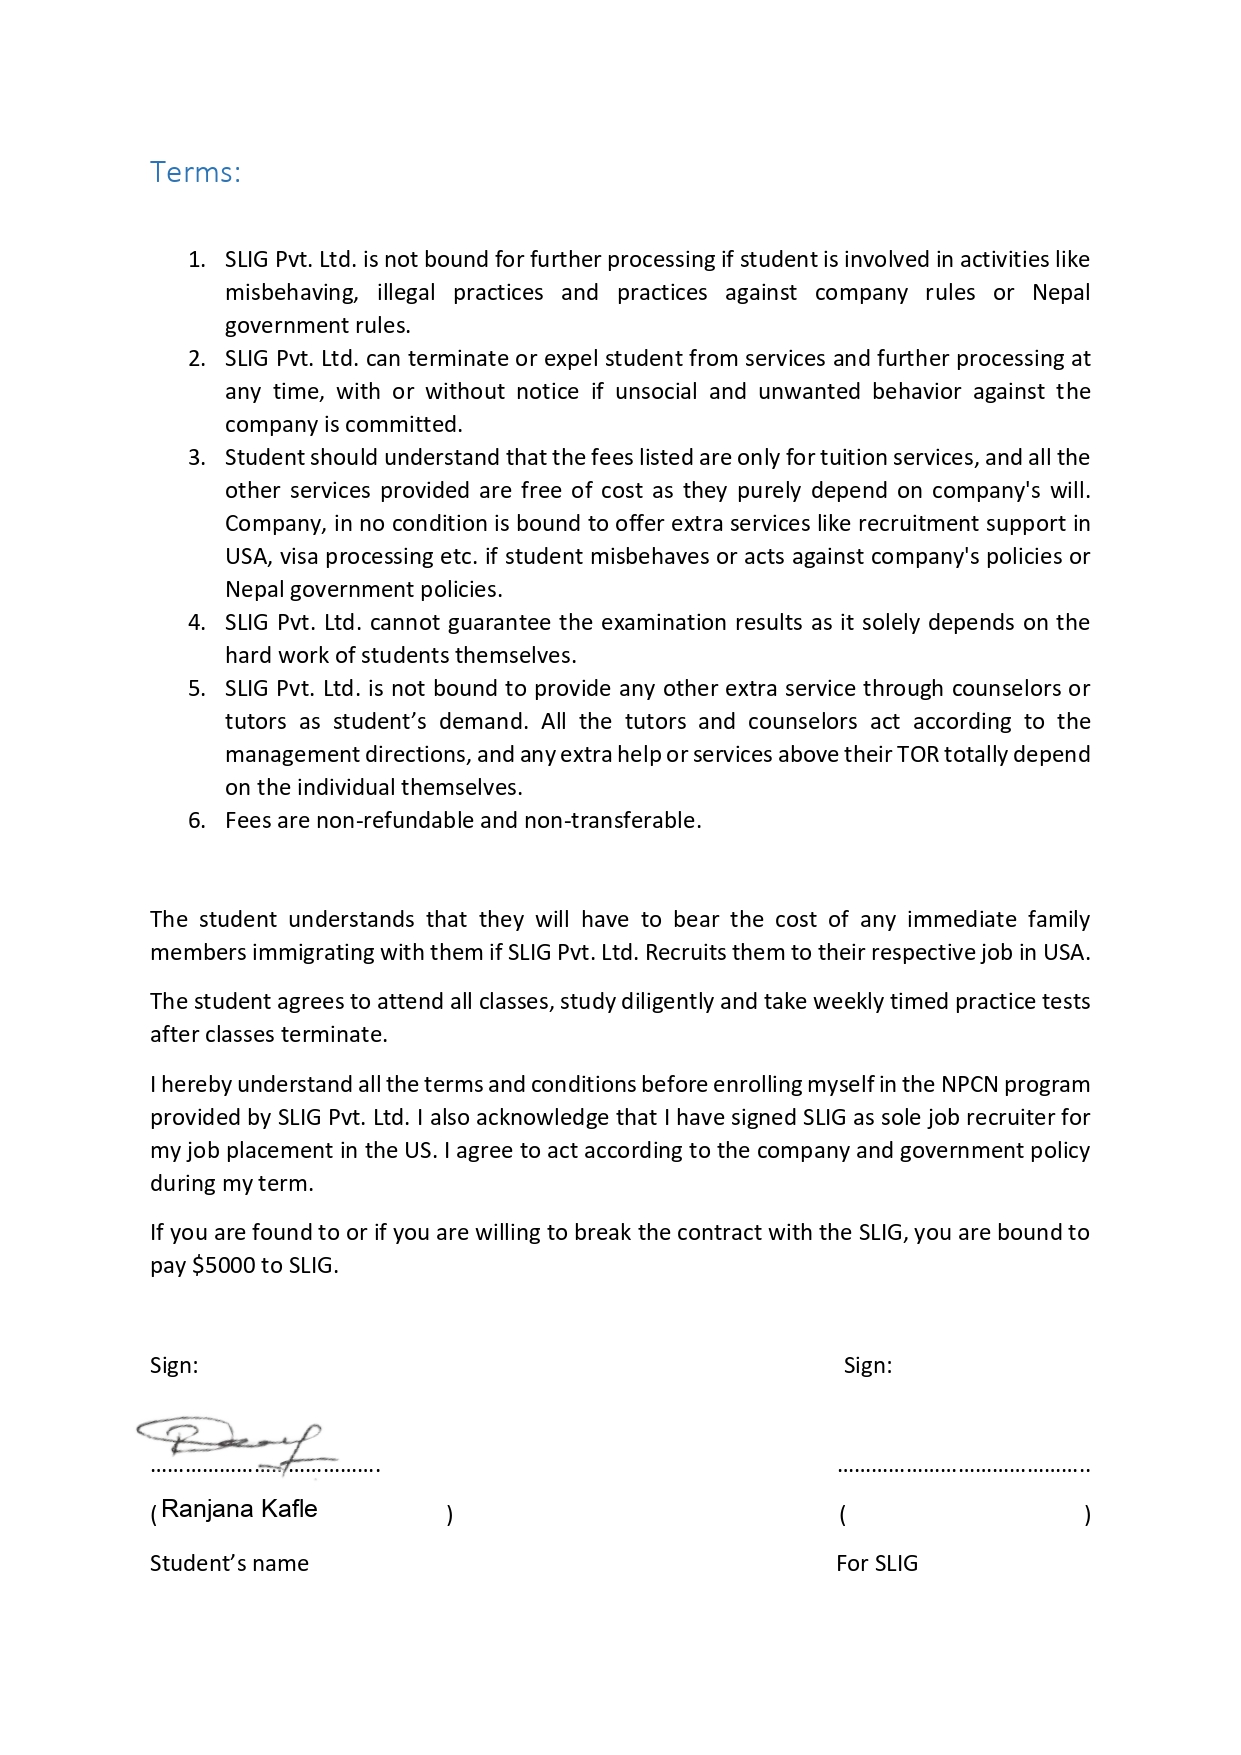 Terms:
1. SLIG Pvt. Ltd. is not bound for further processing if student is involved in activities like
misbehaving, illegal practices and practices against company rules or Nepal
government rules.
2. SLIG Pvt. Ltd. can terminate or expel student from services and further processing at
any time, with or without notice if unsocial and unwanted behavior against the
company is committed.
3. Student should understand that the fees listed are only for tuition services, and all the
other services provided are free of cost as they purely depend on company's will.
Company, in no condition is bound to offer extra services like recruitment support in
USA, visa processing etc. if student misbehaves or acts against company's policies or
Nepal government policies.
4. SLIG Pvt. Ltd. cannot guarantee the examination results as it solely depends on the
hard work of students themselves.
5. SLIG Pvt. Ltd. is not bound to provide any other extra service through counselors or
tutors as student’s demand. All the tutors and counselors act according to the
management directions, and any extra help or services above their TOR totally depend
on the individual themselves.
6. Fees are non-refundable and non-transferable.
The student understands that they will have to bear the cost of any immediate family
members immigrating with them if SLIG Pvt. Ltd. Recruits them to their respective job in USA.
The student agrees to attend all classes, study diligently and take weekly timed practice tests
after classes terminate.
I hereby understand all the terms and conditions before enrolling myself in the NPCN program
provided by SLIG Pvt. Ltd. I also acknowledge that I have signed SLIG as sole job recruiter for
my job placement in the US. I agree to act according to the company and government policy
during my term.
If you are found to or if you are willing to break the contract with the SLIG, you are bound to
pay $5000 to SLIG.
Sign: Sign:
………………………………….. ……………………………………..
( Ranjana Kafle ) ( )
Student’s name For SLIG